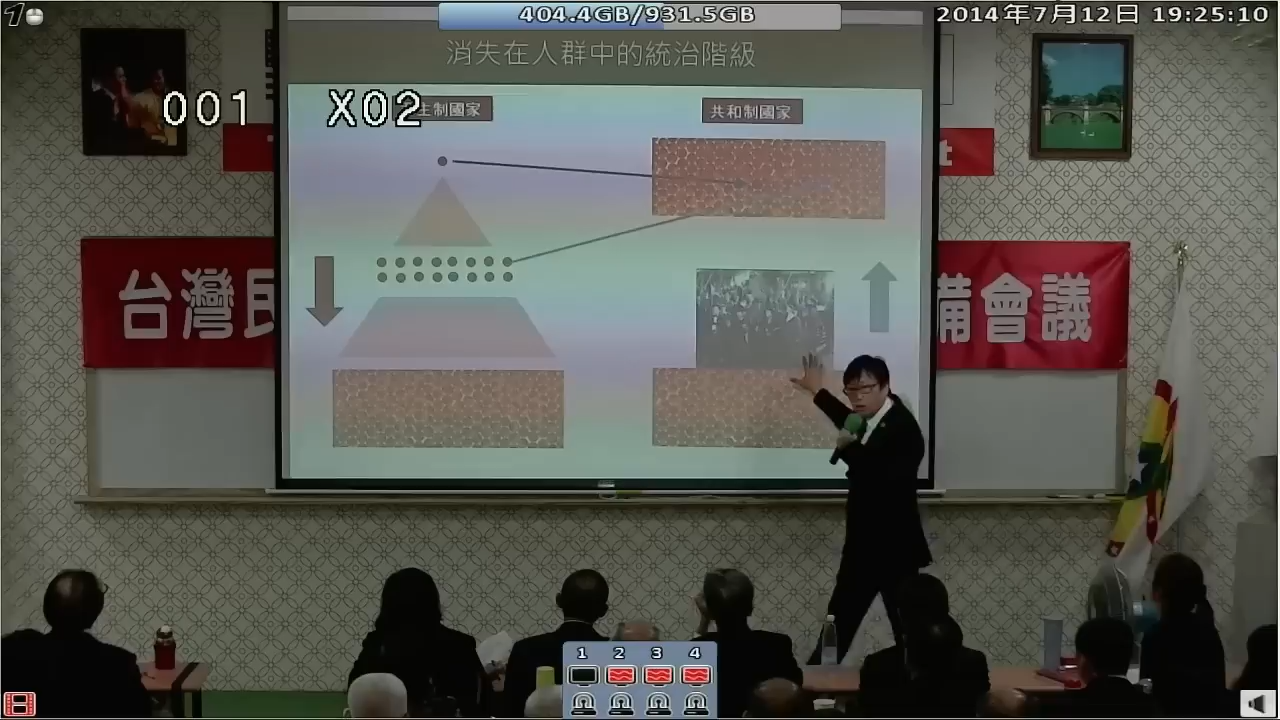 1
404.4GB/931.5GB
2014年7月12日 19:25:10
消失在人群中的統治階級
001 X02
主制國家
共和制國家
台灣民
備會議
1 2 3 4